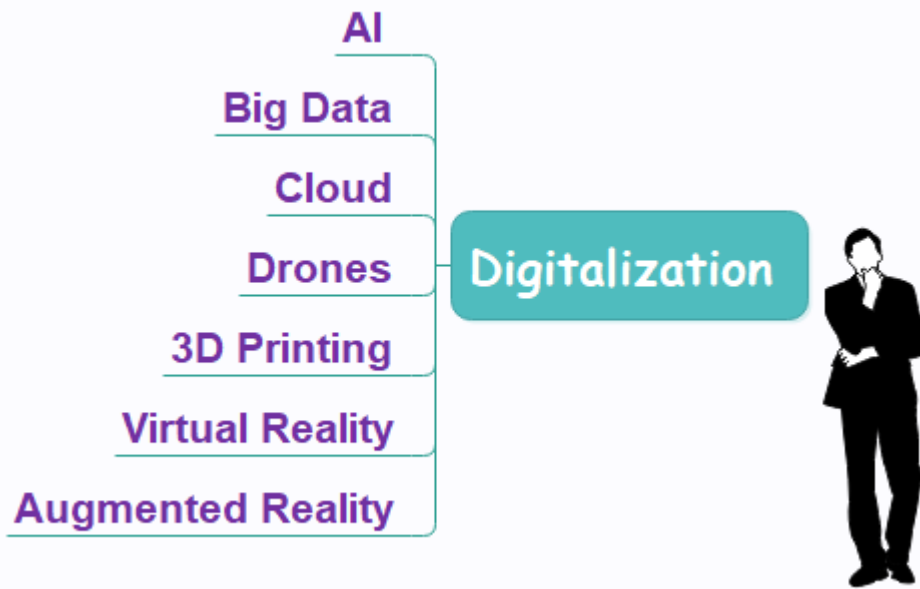 AI
Big Data
Cloud
Drones
3D Printing
Virtual Reality
Augmented Reality
Digitalization